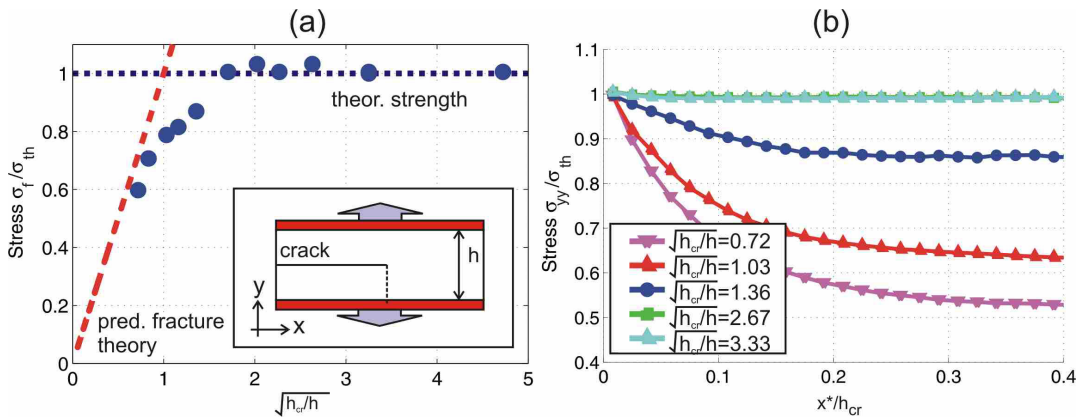 (a)
Stress σf/σth
1
0.8
0.6
0.4
0.2
0
0
1
2
3
4
5
√hcr/h
theor. strength
pred. fracture
theory
crack
h
y
x
(b)
Stress σyy/σth
1.1
1
0.9
0.8
0.7
0.6
0.5
0.4
0
0.1
0.2
0.3
0.4
x*/hcr
√hcr/h=0.72
√hcr/h=1.03
√hcr/h=1.36
√hcr/h=2.67
√hcr/h=3.33